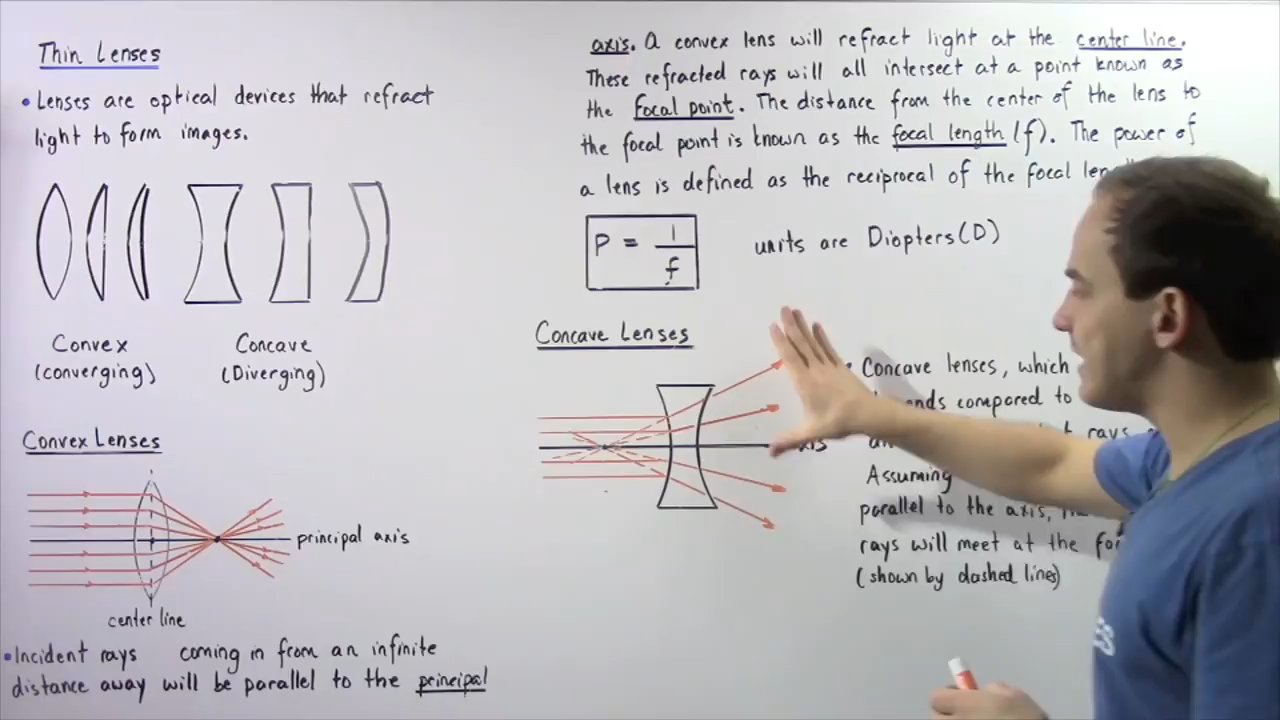 Thin Lenses
• Lenses are optical devices that refract
light to form images.
Convex
(converging)
Concave
(Diverging)
Convex Lenses
principal axis
center line
• Incident rays coming in from an infinite
distance away will be parallel to the principal
axis. A convex lens will refract light at the center line.
These refracted rays will all intersect at a point known as
the focal point. The distance from the center of the lens to
the focal point is known as the focal length (f). The power of
a lens is defined as the reciprocal of the focal
P = 1/f
units are Diopters (D)
Concave Lenses
Concave lenses, which
compared to
rays
Assuming
parallel to the axis,
rays will meet at the
(shown by dashed lines)